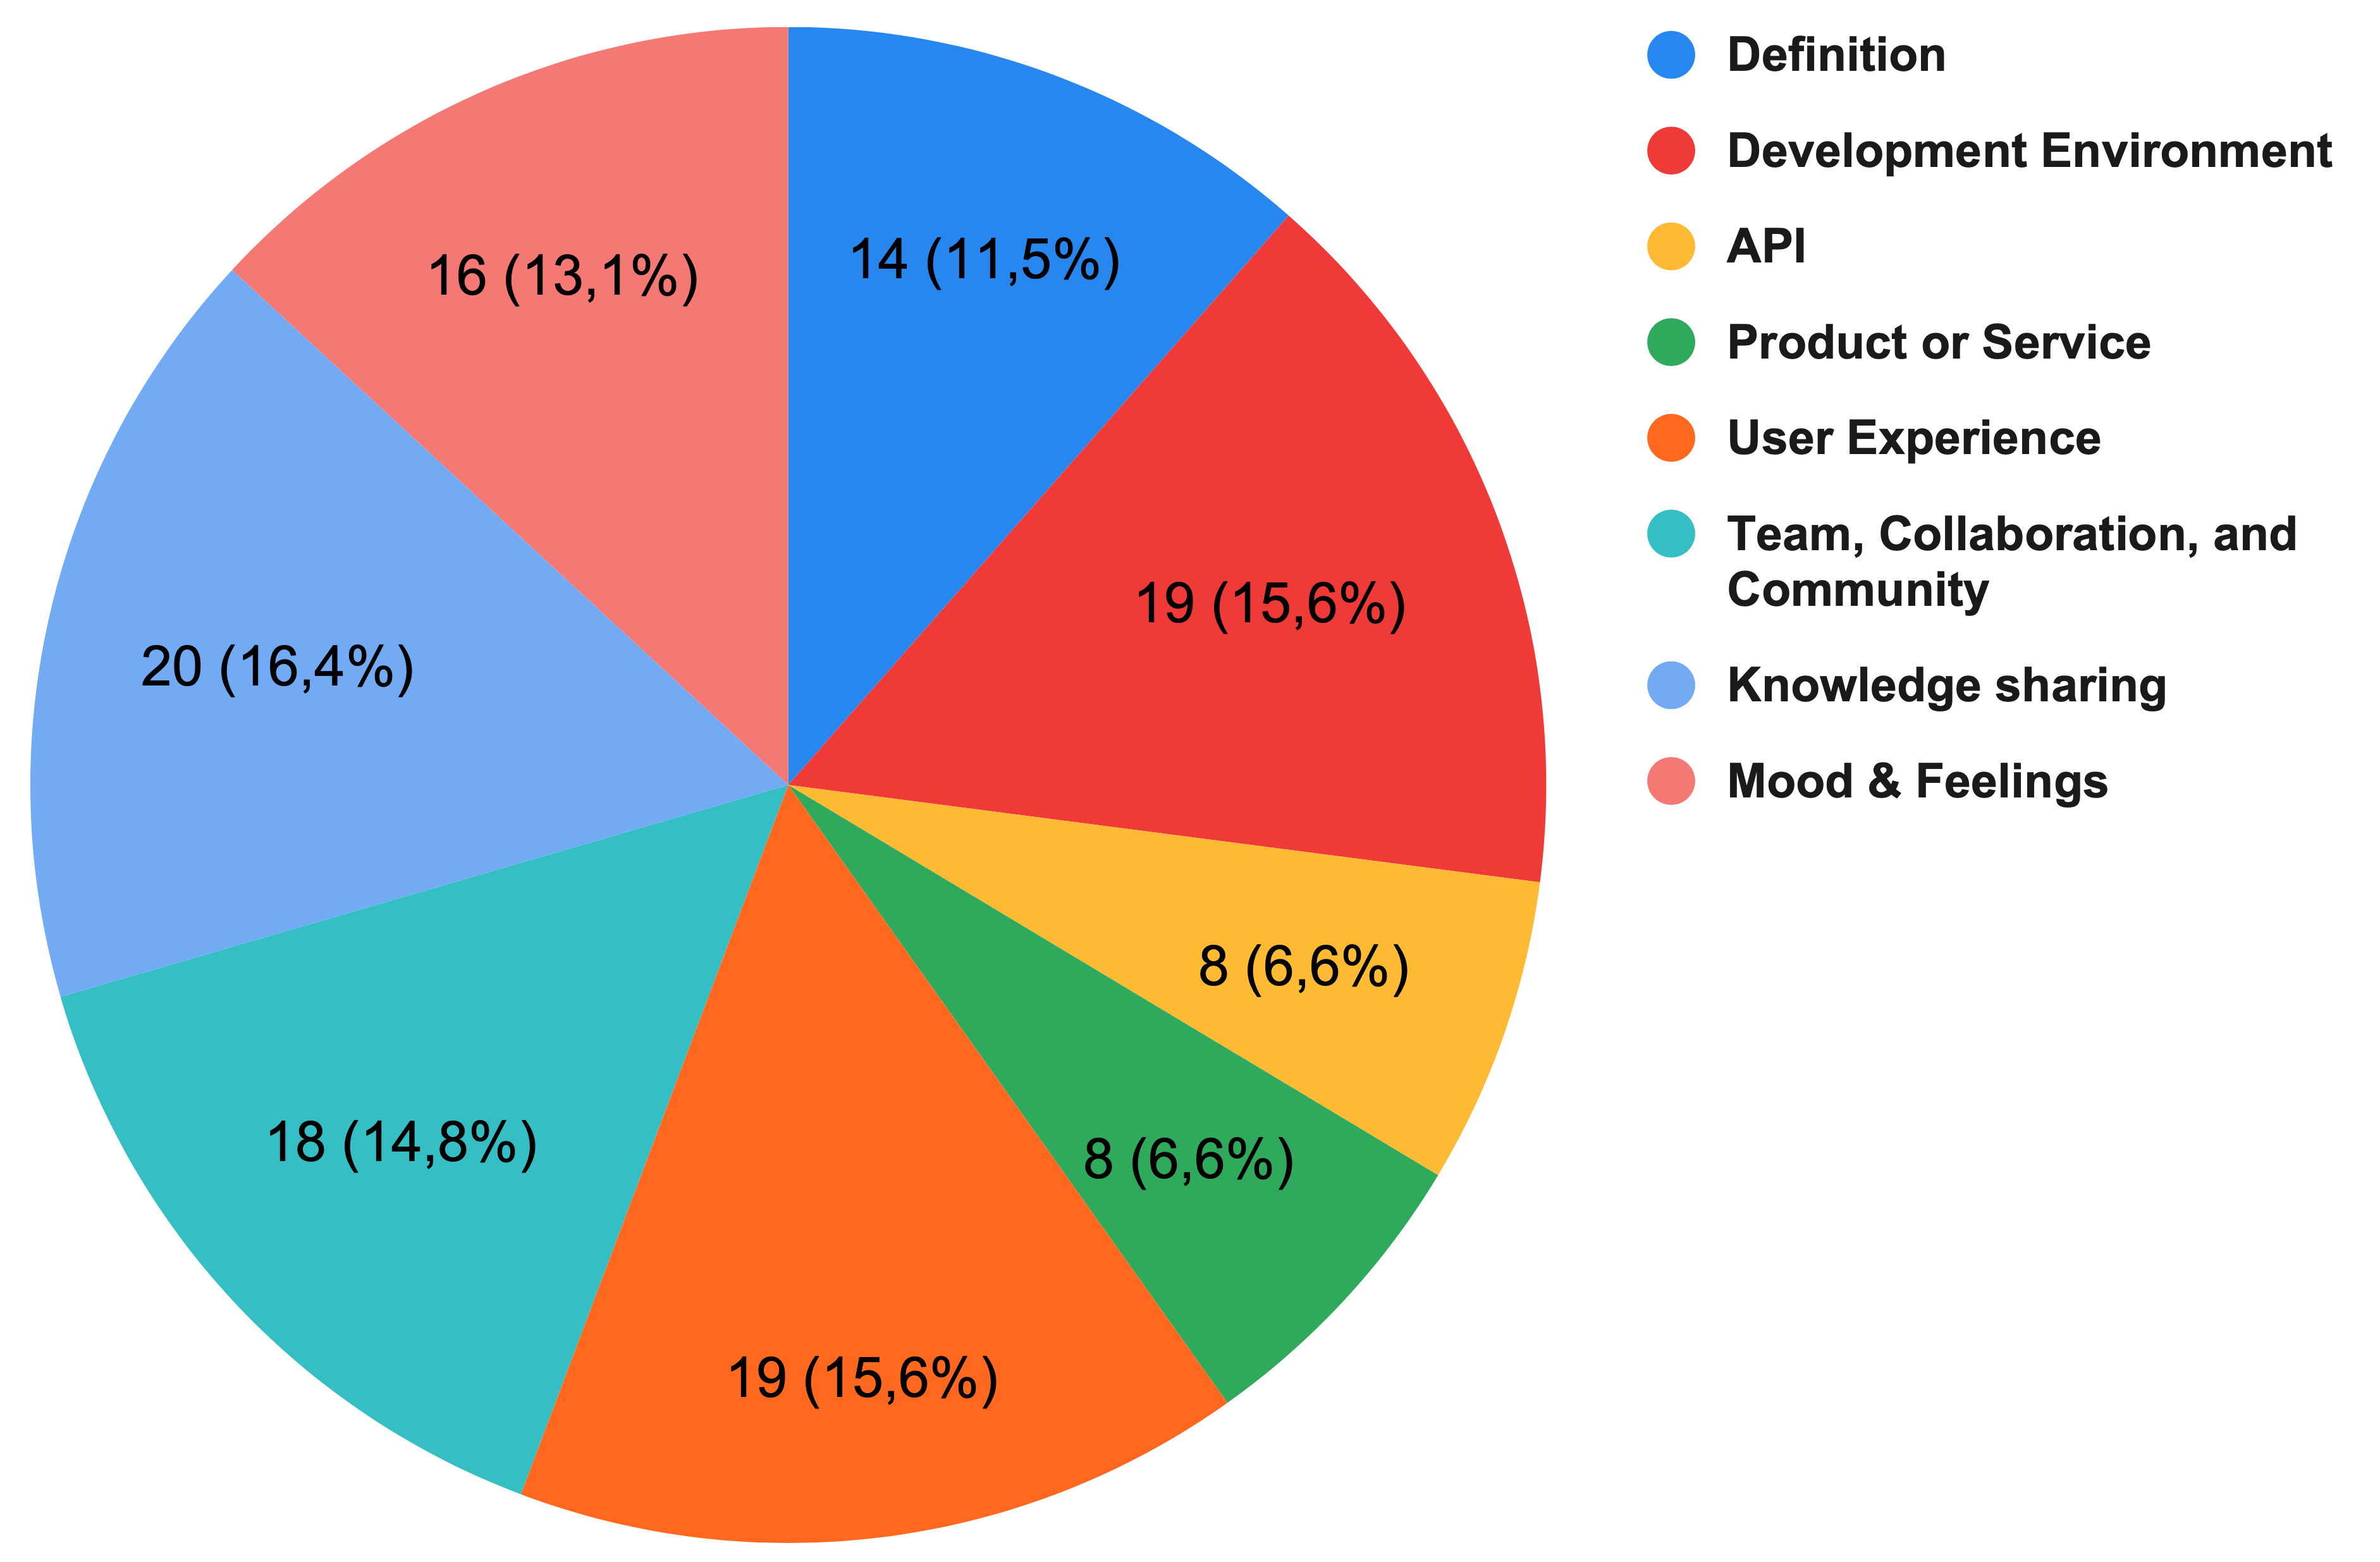 16 (13,1%)
14 (11,5%)
19 (15,6%)
20 (16,4%)
8 (6,6%)
18 (14,8%)
8 (6,6%)
19 (15,6%)
Definition
Development Environment
API
Product or Service
User Experience
Team, Collaboration, and
Community
Knowledge sharing
Mood & Feelings